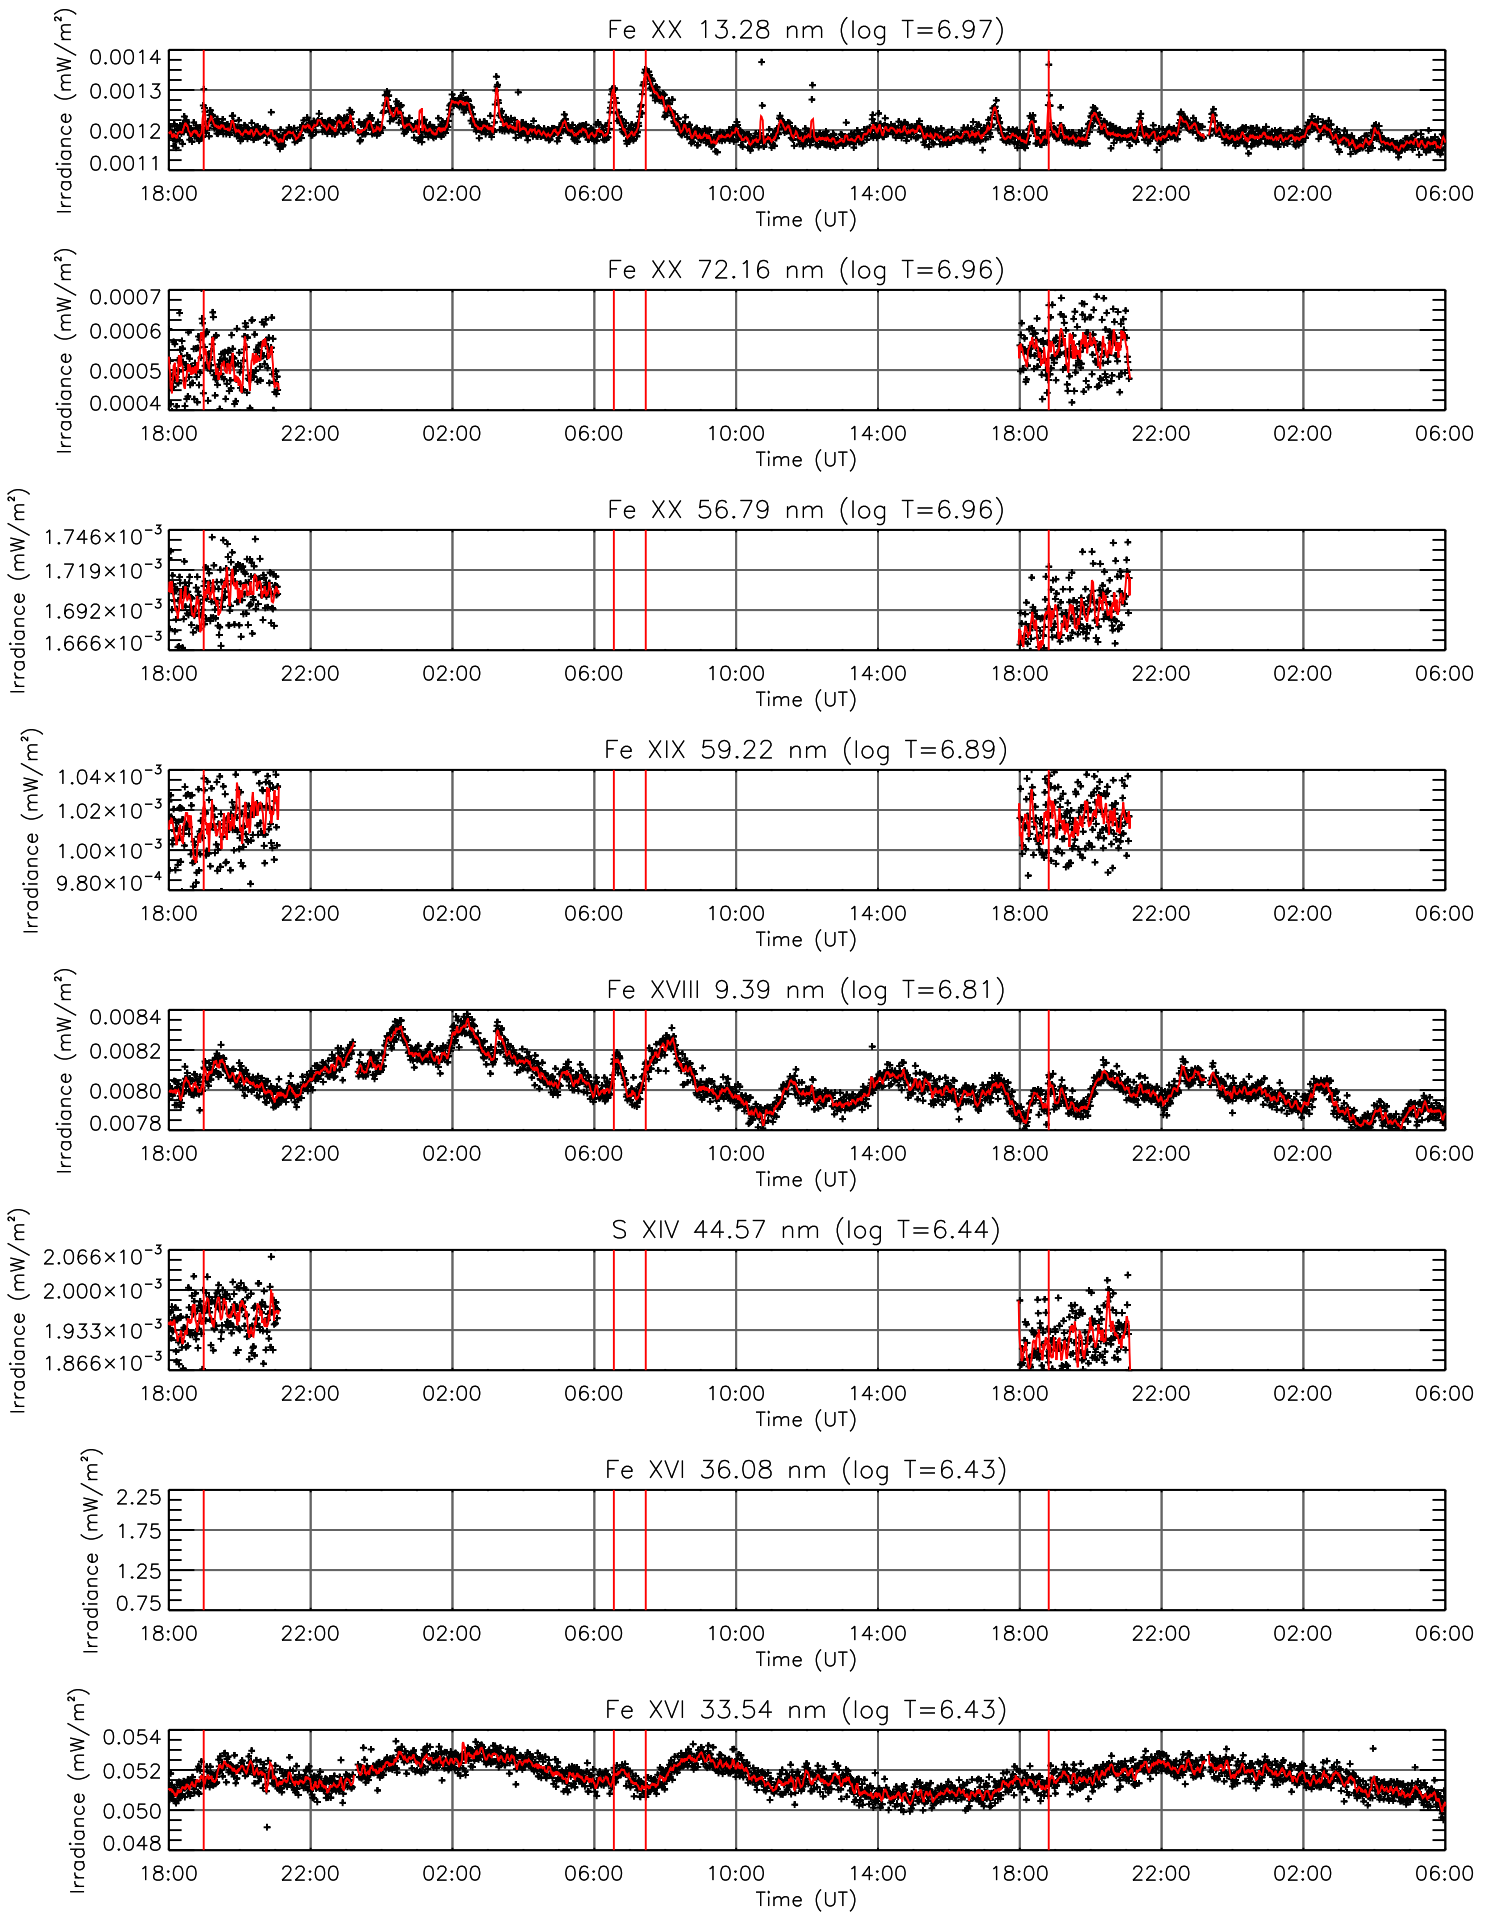 Fe XX 13.28 nm (log T=6.97)
Irradiance (mW/m²)
0.0014
0.0013
0.0012
0.0011
18:00 22:00 02:00 06:00 10:00 14:00 18:00 22:00 02:00 06:00
Time (UT)
Fe XX 72.16 nm (log T=6.96)
Irradiance (mW/m²)
0.0007
0.0006
0.0005
0.0004
18:00 22:00 02:00 06:00 10:00 14:00 18:00 22:00 02:00 06:00
Time (UT)
Fe XX 56.79 nm (log T=6.96)
Irradiance (mW/m²)
1.746×10⁻³
1.719×10⁻³
1.692×10⁻³
1.666×10⁻³
18:00 22:00 02:00 06:00 10:00 14:00 18:00 22:00 02:00 06:00
Time (UT)
Fe XIX 59.22 nm (log T=6.89)
Irradiance (mW/m²)
1.04×10⁻³
1.02×10⁻³
1.00×10⁻³
9.80×10⁻⁴
18:00 22:00 02:00 06:00 10:00 14:00 18:00 22:00 02:00 06:00
Time (UT)
Fe XVIII 9.39 nm (log T=6.81)
Irradiance (mW/m²)
0.0084
0.0082
0.0080
0.0078
18:00 22:00 02:00 06:00 10:00 14:00 18:00 22:00 02:00 06:00
Time (UT)
S XIV 44.57 nm (log T=6.44)
Irradiance (mW/m²)
2.066×10⁻³
2.000×10⁻³
1.933×10⁻³
1.866×10⁻³
18:00 22:00 02:00 06:00 10:00 14:00 18:00 22:00 02:00 06:00
Time (UT)
Fe XVI 36.08 nm (log T=6.43)
Irradiance (mW/m²)
2.25
1.75
1.25
0.75
18:00 22:00 02:00 06:00 10:00 14:00 18:00 22:00 02:00 06:00
Time (UT)
Fe XVI 33.54 nm (log T=6.43)
Irradiance (mW/m²)
0.054
0.052
0.050
0.048
18:00 22:00 02:00 06:00 10:00 14:00 18:00 22:00 02:00 06:00
Time (UT)